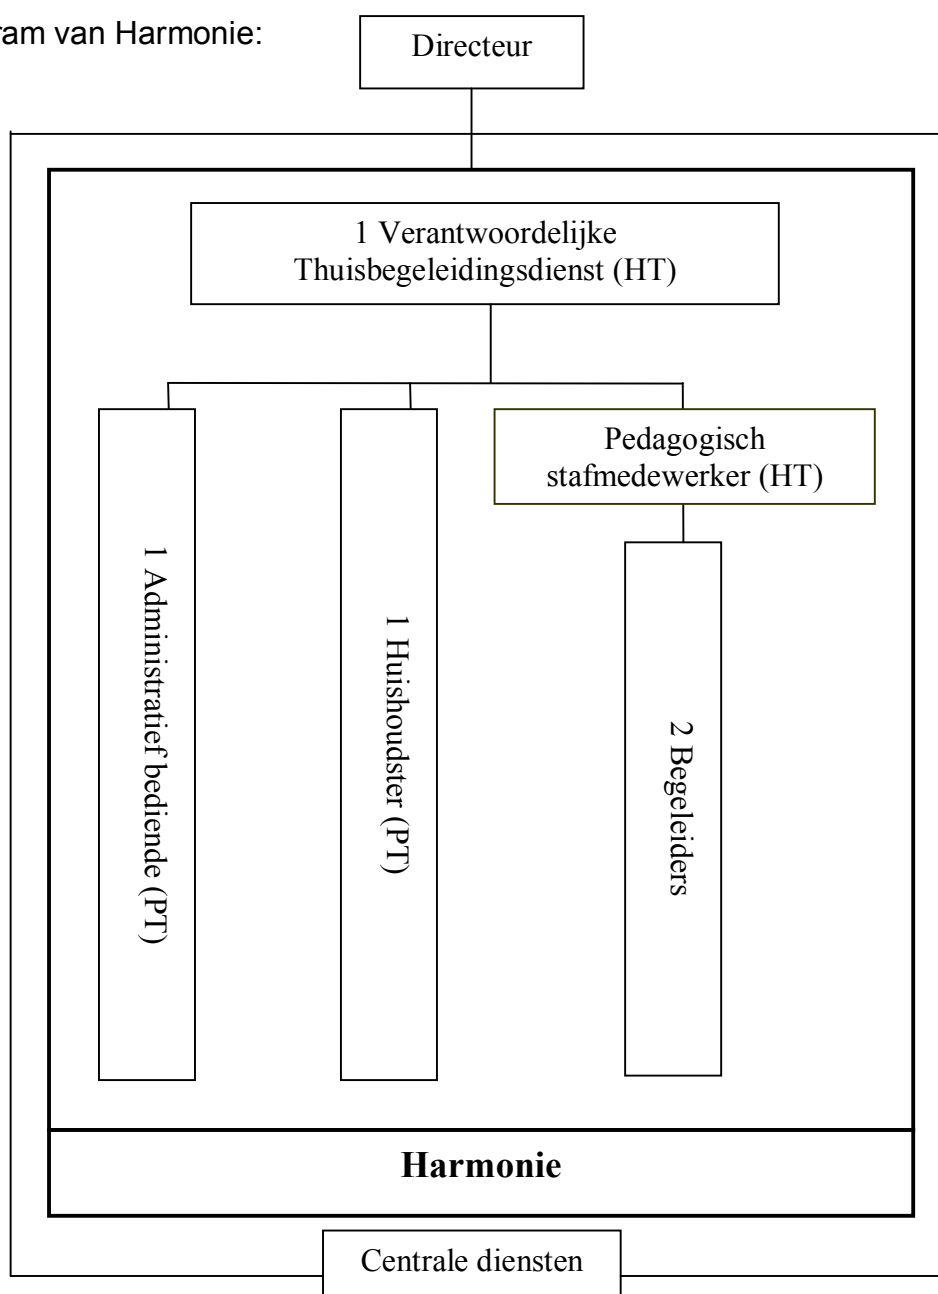 ram van Harmonie:
Directeur
1 Verantwoordelijke
Thuisbegeleidingsdienst (HT)
Pedagogisch
stafmedewerker (HT)
1 Administratief bediende (PT)
1 Huishoudster (PT)
2 Begeleiders
Harmonie
Centrale diensten